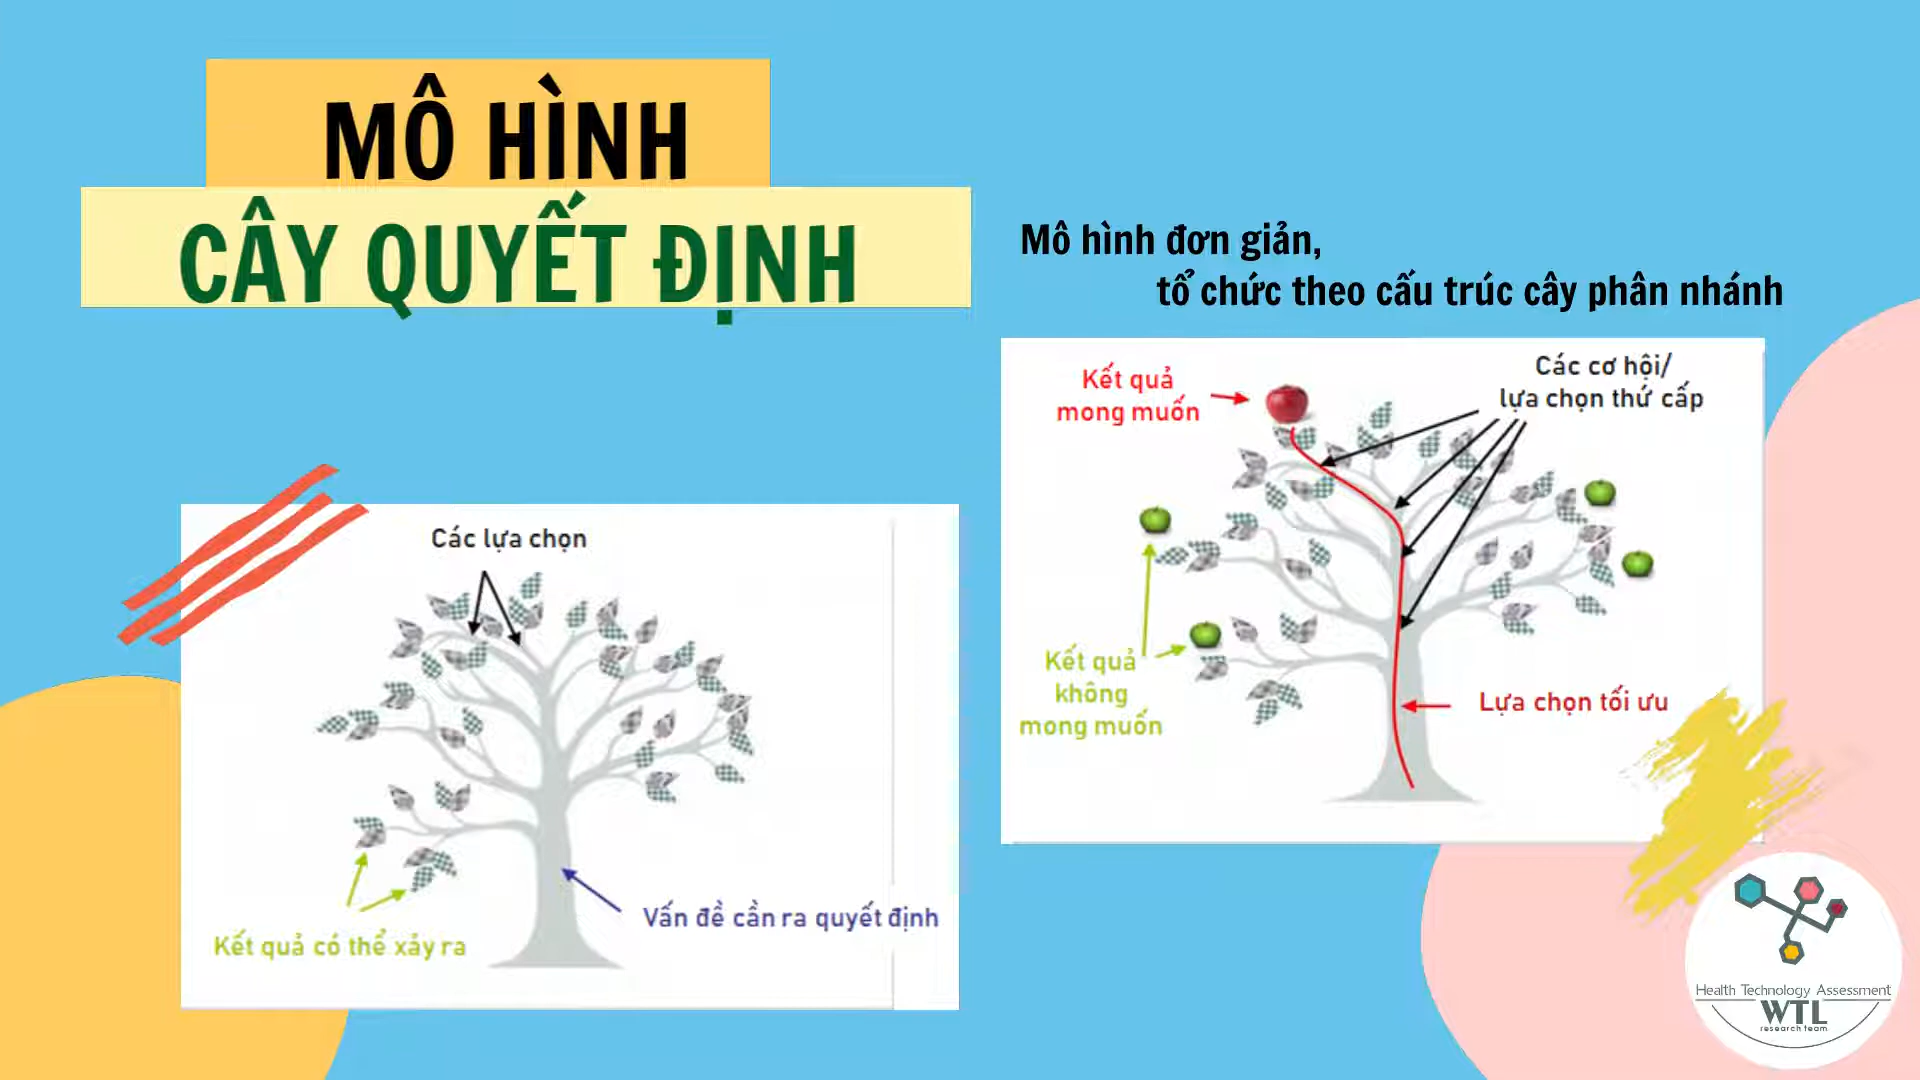 MÔ HÌNH
CÂY QUYẾT ĐỊNH
Mô hình đơn giản,
tổ chức theo cấu trúc cây phân nhánh
Các lựa chọn
Kết quả có thể xảy ra
Vấn đề cần ra quyết định
Kết quả
mong muốn
Các cơ hội/
lựa chọn thứ cấp
Kết quả
không
mong muốn
Lựa chọn tối ưu
Health Technology Assessment
WTL
research team